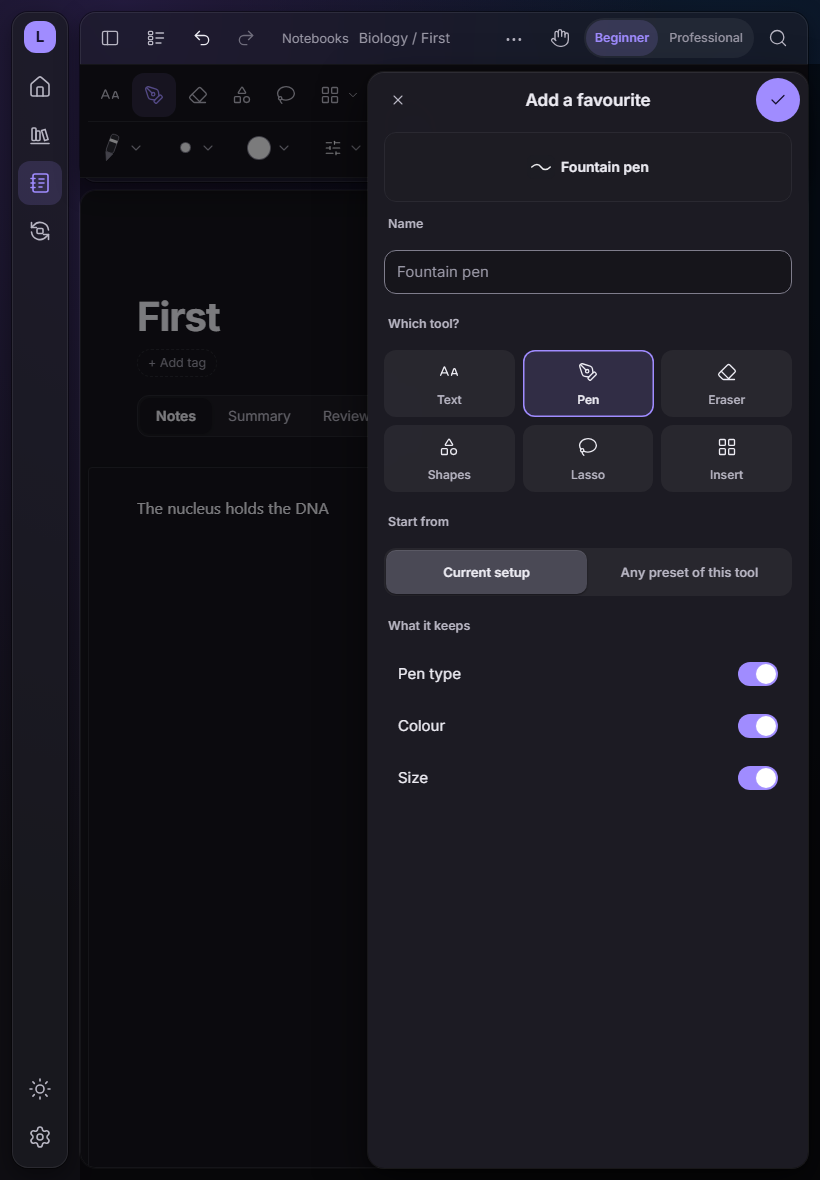 L
Notebooks Biology / First
Beginner Professional
AA
Add a favourite
Fountain pen
Name
Fountain pen
Which tool?
AA
Text Pen Eraser
Shapes Lasso Insert
Start from
Current setup Any preset of this tool
What it keeps
Pen type
Colour
Size
First
+ Add tag
Notes Summary Review
The nucleus holds the DNA